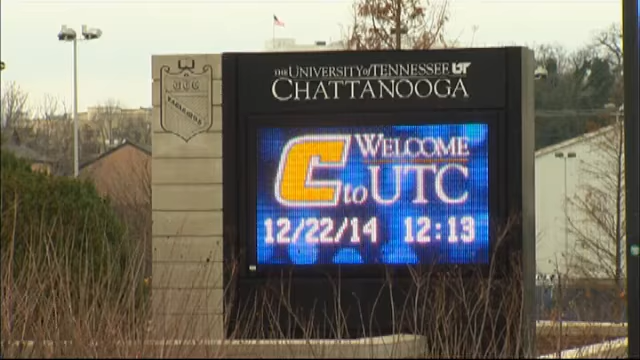 THE UNIVERSITY of TENNESSEE UT
CHATTANOOGA
C WELCOME
to UTC
12/22/14 12:13